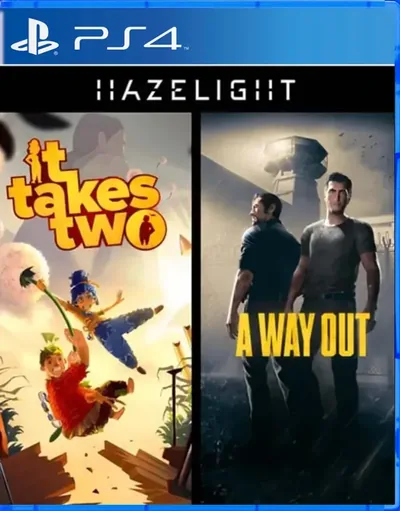 PS4
HAZELIGHT
it
takes
two
A WAY OUT